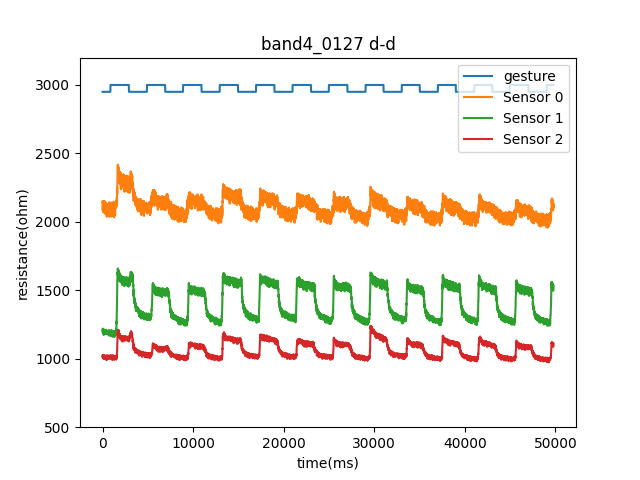 band4_0127 d-d
gesture
Sensor 0
Sensor 1
Sensor 2
3000
2500
2000
1500
1000
500
resistance(ohm)
0
10000
20000
30000
40000
50000
time(ms)